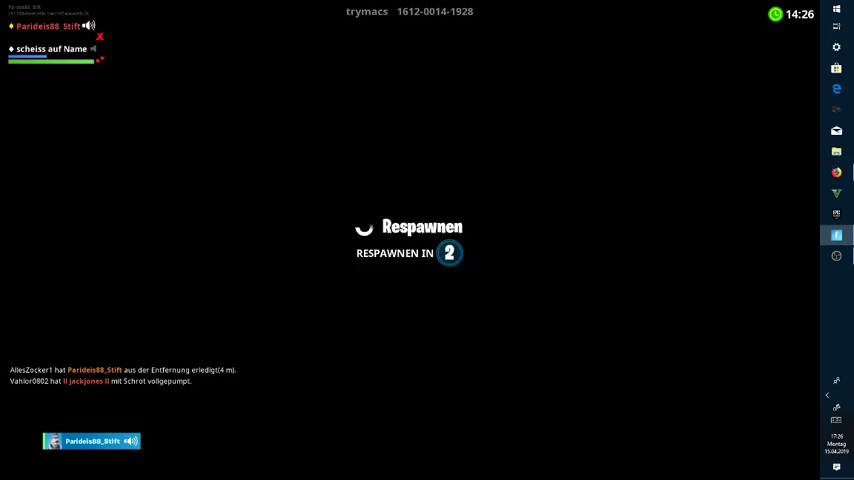 trymacs 1612-0014-1928
14:26
Parideis88_Stift
X
scheiss auf Name
Respawnen
RESPAWNEN IN 2
AllesZocker1 hat Parideis88_Stift aus der Entfernung erledigt(4 m).
Vahlor0802 hat II jackjones II mit Schrot vollgepumpt.
Parideis88_Stift
17:26
Montag
15.04.2019